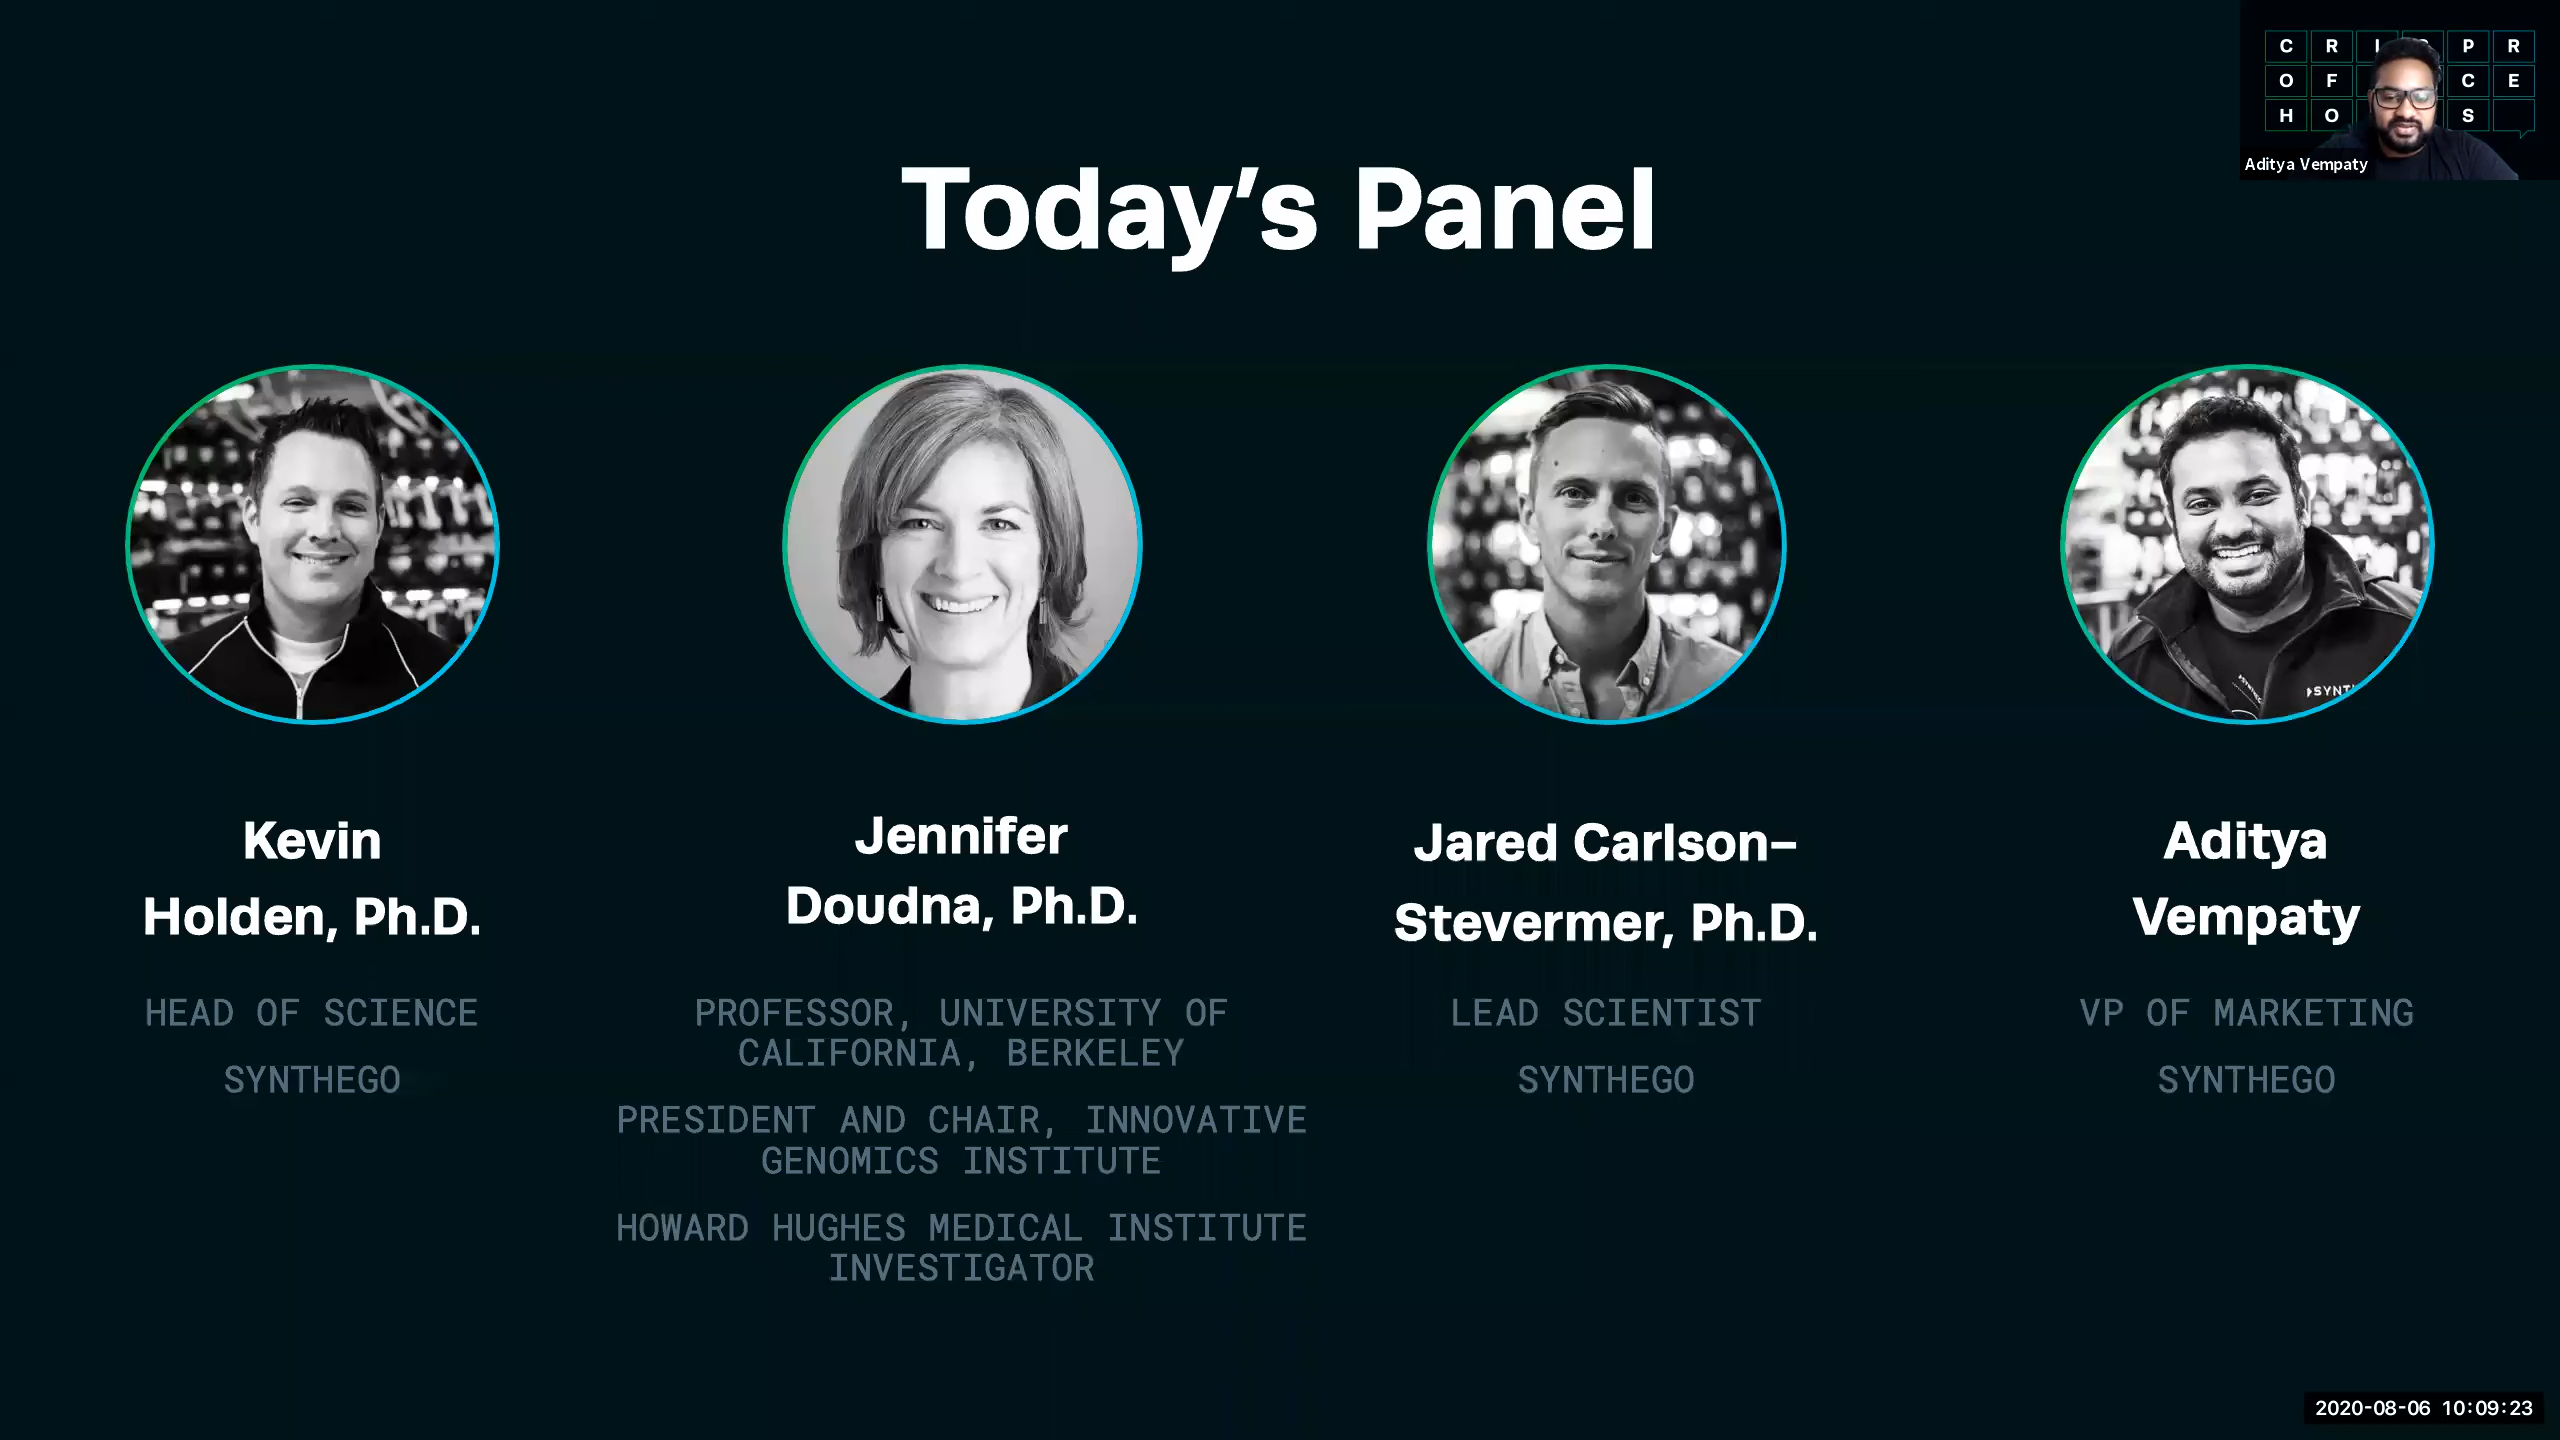 C R I P R
O F C E
H O S
Aditya Vempaty
Today’s Panel
SYNT
Kevin
Holden, Ph.D.
HEAD OF SCIENCE
SYNTHEGO
Jennifer
Doudna, Ph.D.
PROFESSOR, UNIVERSITY OF
CALIFORNIA, BERKELEY
PRESIDENT AND CHAIR, INNOVATIVE
GENOMICS INSTITUTE
HOWARD HUGHES MEDICAL INSTITUTE
INVESTIGATOR
Jared Carlson–
Stevermer, Ph.D.
LEAD SCIENTIST
SYNTHEGO
Aditya
Vempaty
VP OF MARKETING
SYNTHEGO
2020-08-06 10:09:23